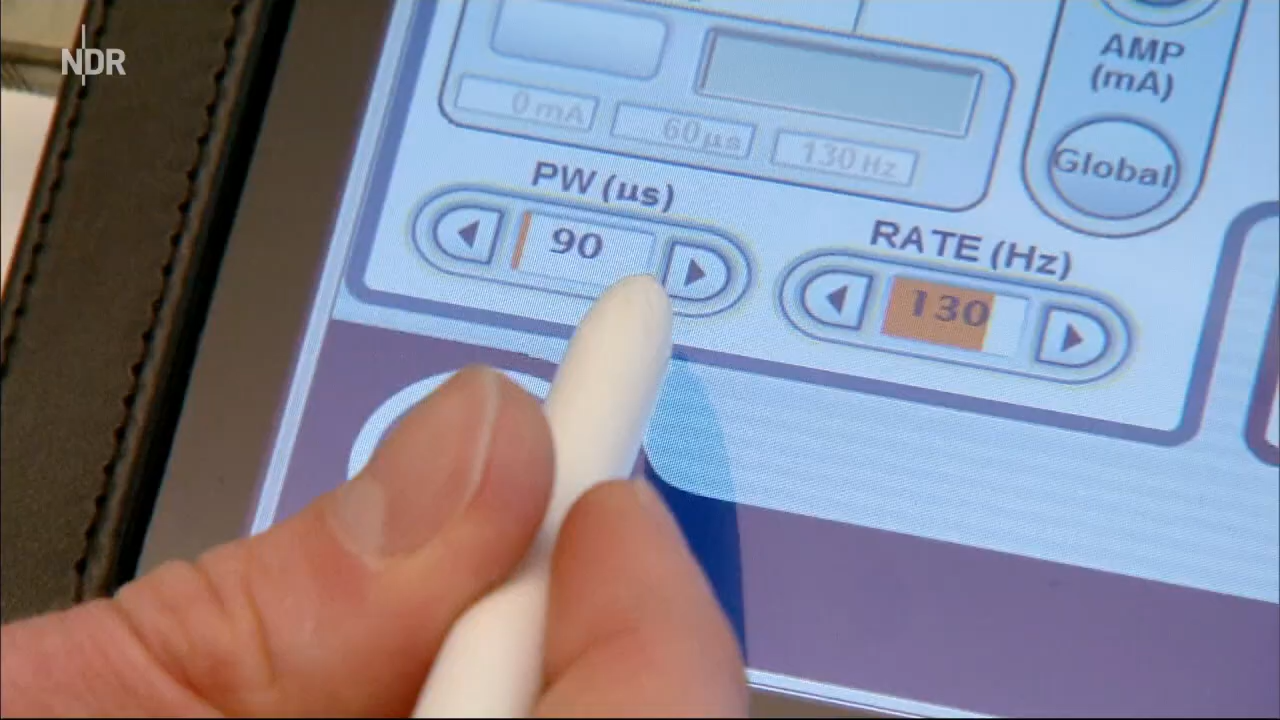 NDR
AMP
(mA)
0 mA
60 µs
130 Hz
Global
PW (µs)
90
RATE (Hz)
130